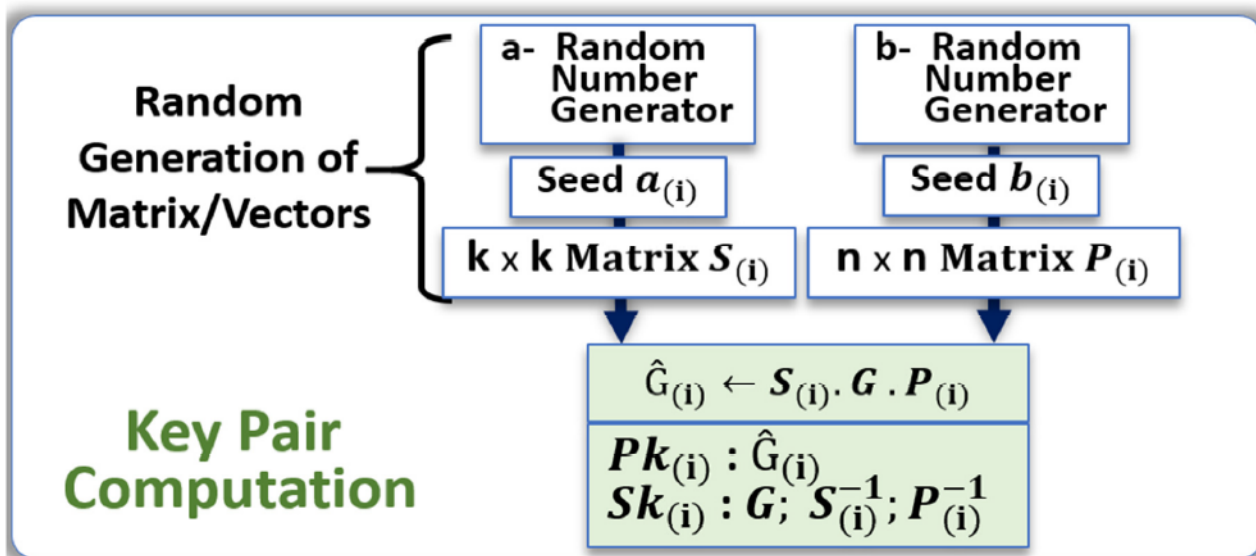 Random
Generation of
Matrix/Vectors
a- Random
Number
Generator
b- Random
Number
Generator
Seed a(i)
Seed b(i)
k x k Matrix S(i)
n x n Matrix P(i)
Ĝ(i) ← S(i). G . P(i)
Key Pair
Computation
Pk(i) : Ĝ(i)
Sk(i) : G; S(i)⁻¹; P(i)⁻¹